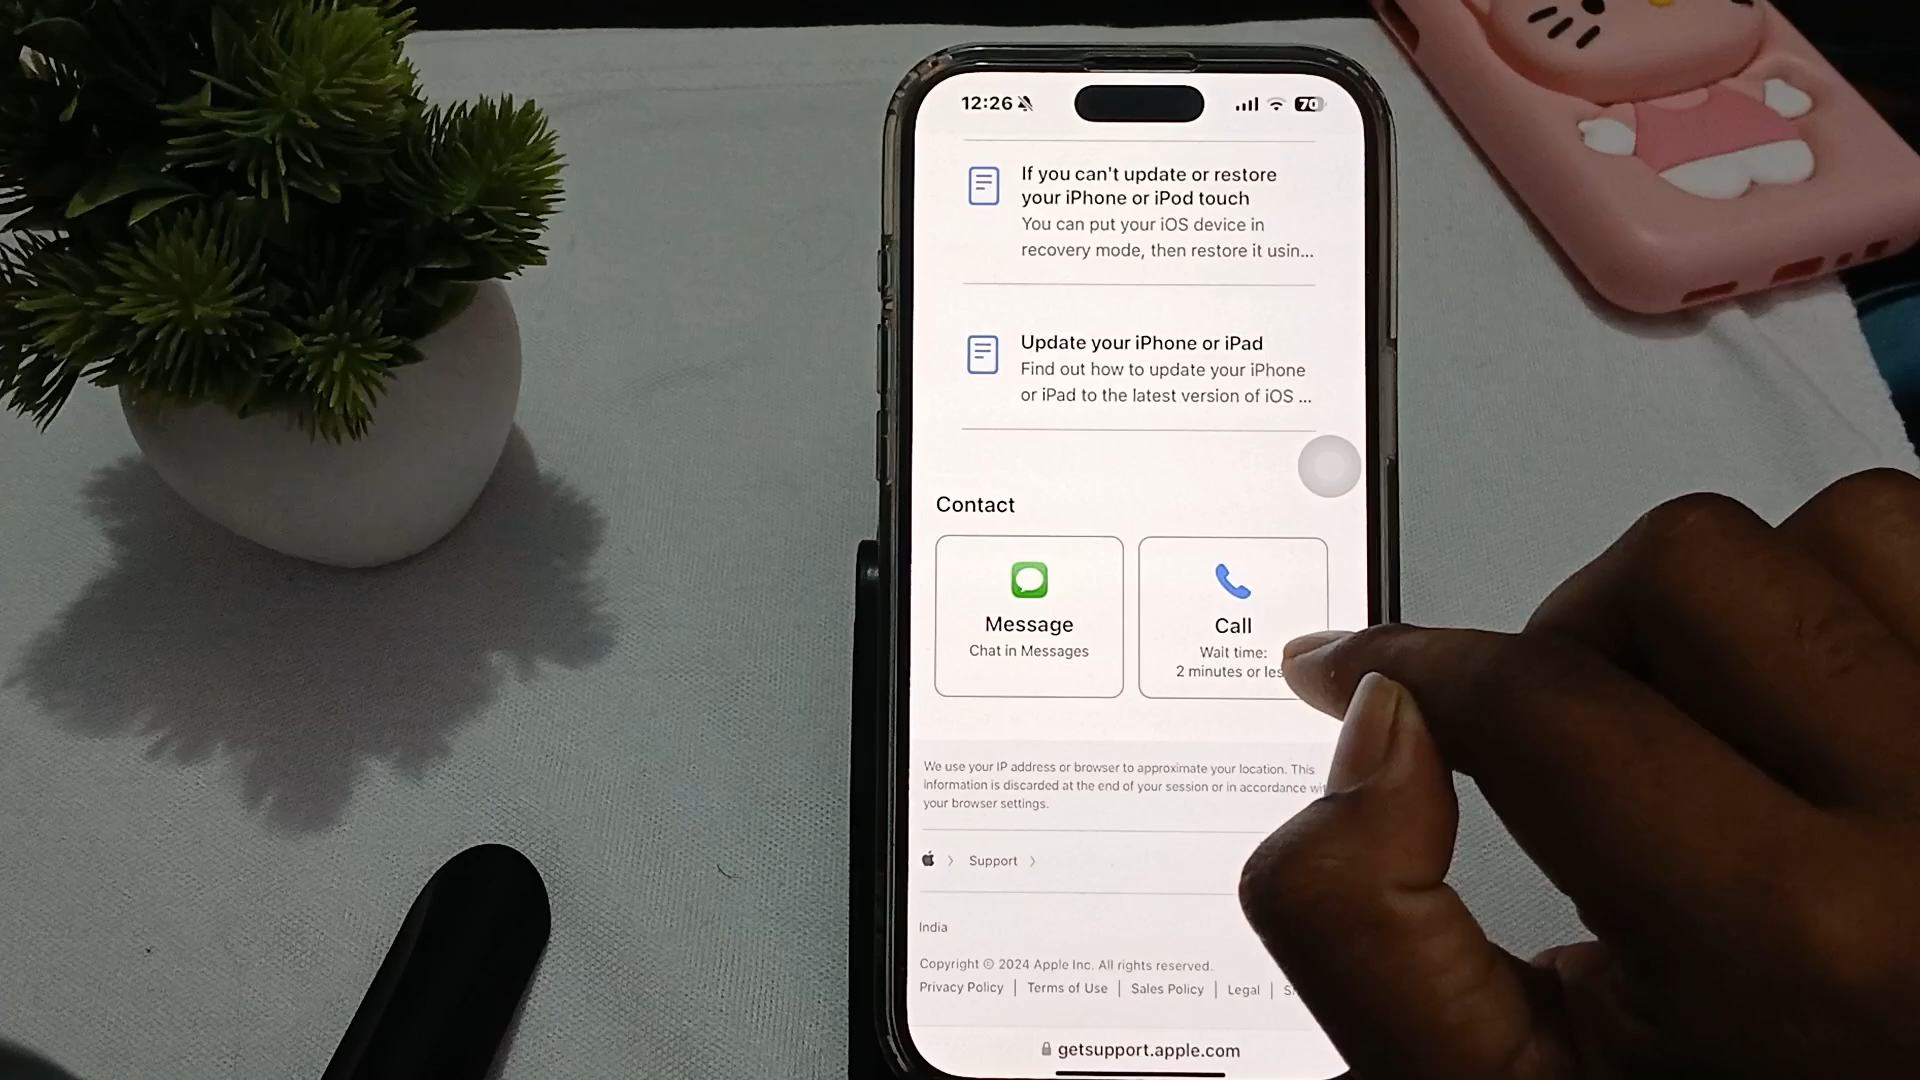 12:26
70
If you can't update or restore
your iPhone or iPod touch
You can put your iOS device in
recovery mode, then restore it usin...
Update your iPhone or iPad
Find out how to update your iPhone
or iPad to the latest version of iOS ...
Contact
Message
Chat in Messages
Call
Wait time:
2 minutes or les
We use your IP address or browser to approximate your location. This
information is discarded at the end of your session or in accordance
your browser settings.
Support
India
Copyright © 2024 Apple Inc. All rights reserved.
Privacy Policy | Terms of Use | Sales Policy | Legal |
getsupport.apple.com